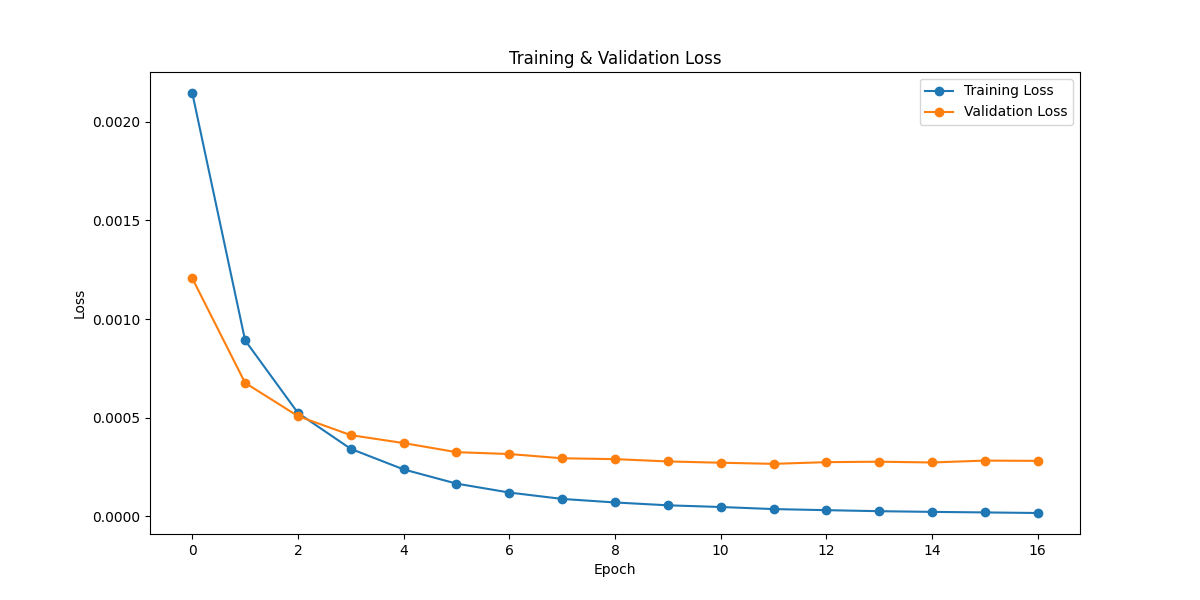 Training & Validation Loss
Training Loss
Validation Loss
0.0020
0.0015
0.0010
0.0005
0.0000
Loss
0 2 4 6 8 10 12 14 16
Epoch